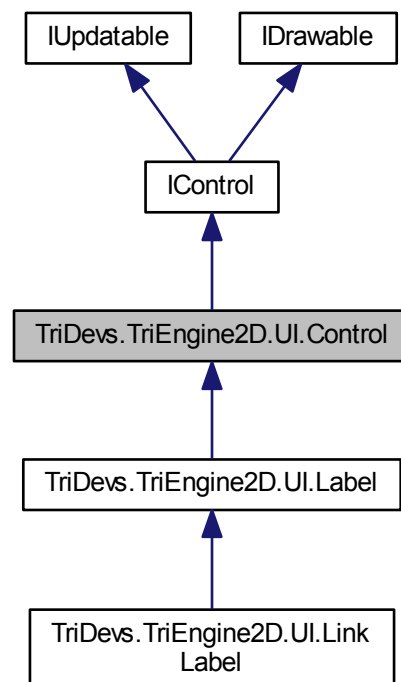 IUpdatable
IDrawable
IControl
TriDevs.TriEngine2D.UI.Control
TriDevs.TriEngine2D.UI.Label
TriDevs.TriEngine2D.UI.Link
Label